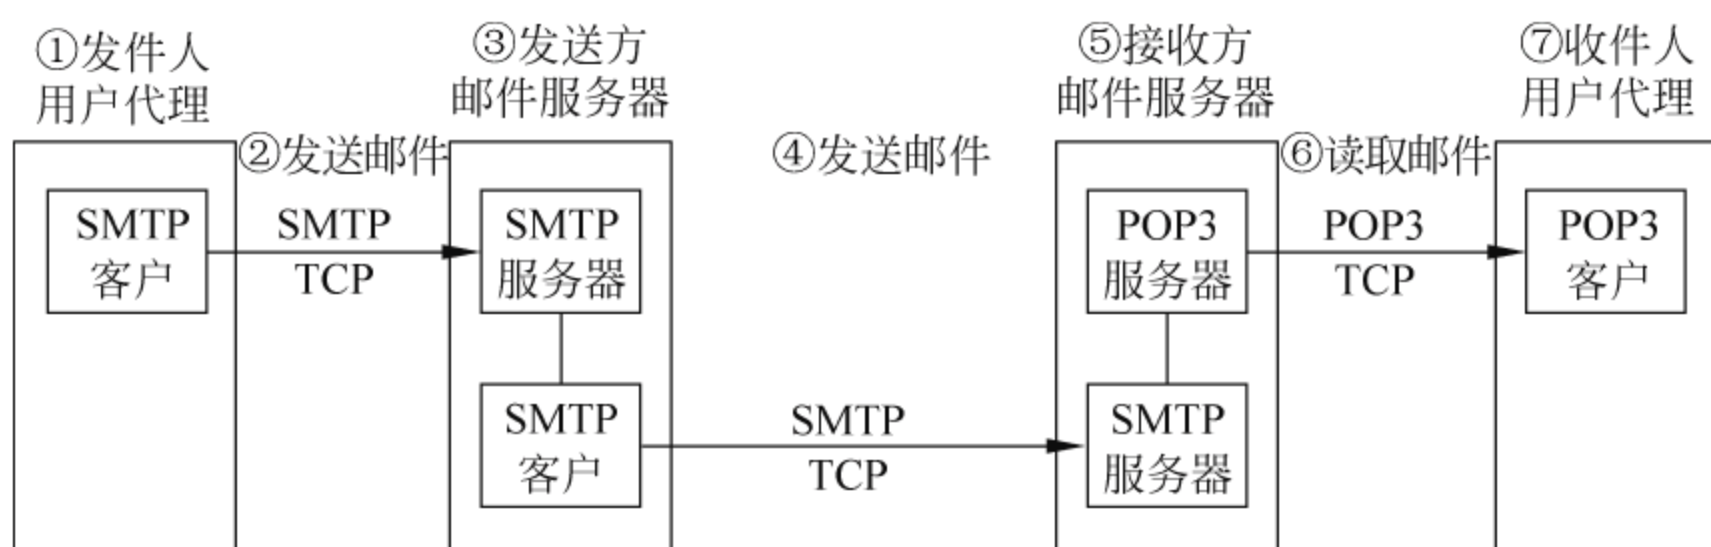 ①发件人
用户代理
③发送方
邮件服务器
⑤接收方
邮件服务器
⑦收件人
用户代理
②发送邮件
④发送邮件
⑥读取邮件
SMTP
客户
SMTP
TCP
SMTP
服务器
POP3
服务器
POP3
TCP
POP3
客户
SMTP
客户
SMTP
TCP
SMTP
服务器